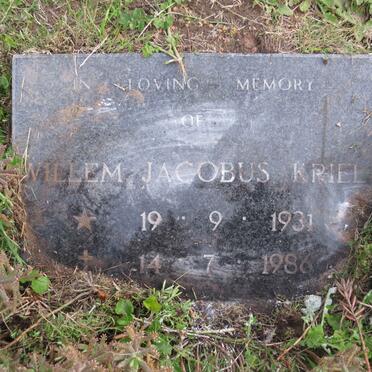 IN LOVING MEMORY
OF
WILLEM JACOBUS KRIEL
★ 19 · 9 · 1931
✝ 14 · 7 · 1986